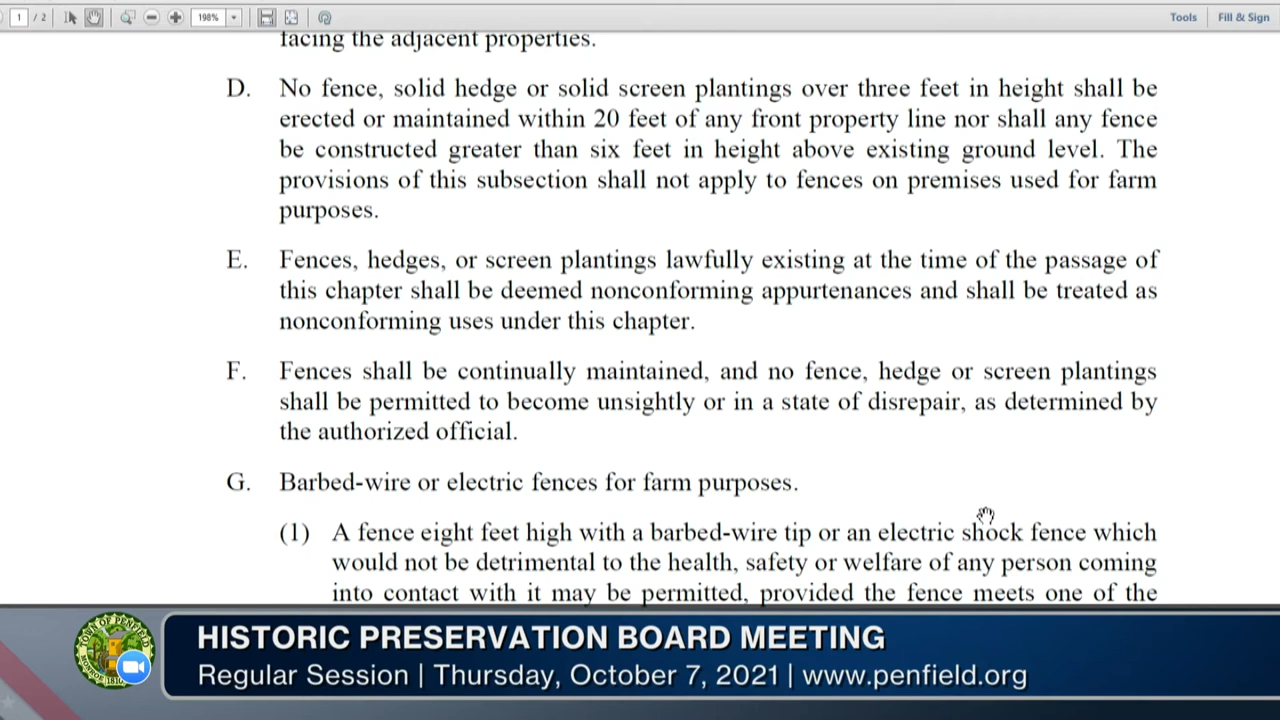 1 / 2 198% Tools Fill & Sign
facing the adjacent properties.
D. No fence, solid hedge or solid screen plantings over three feet in height shall be
erected or maintained within 20 feet of any front property line nor shall any fence
be constructed greater than six feet in height above existing ground level. The
provisions of this subsection shall not apply to fences on premises used for farm
purposes.
E. Fences, hedges, or screen plantings lawfully existing at the time of the passage of
this chapter shall be deemed nonconforming appurtenances and shall be treated as
nonconforming uses under this chapter.
F. Fences shall be continually maintained, and no fence, hedge or screen plantings
shall be permitted to become unsightly or in a state of disrepair, as determined by
the authorized official.
G. Barbed-wire or electric fences for farm purposes.
(1) A fence eight feet high with a barbed-wire tip or an electric shock fence which
would not be detrimental to the health, safety or welfare of any person coming
into contact with it may be permitted, provided the fence meets one of the
TOWN OF PENFIELD
HISTORIC PRESERVATION BOARD MEETING
Regular Session | Thursday, October 7, 2021 | www.penfield.org